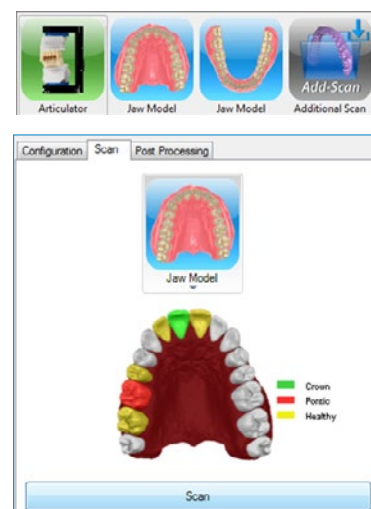 Add-Scan
Articulator Jaw Model Jaw Model Additional Scan
Configuration Scan Post Processing
Jaw Model
Crown
Pontic
Healthy
Scan